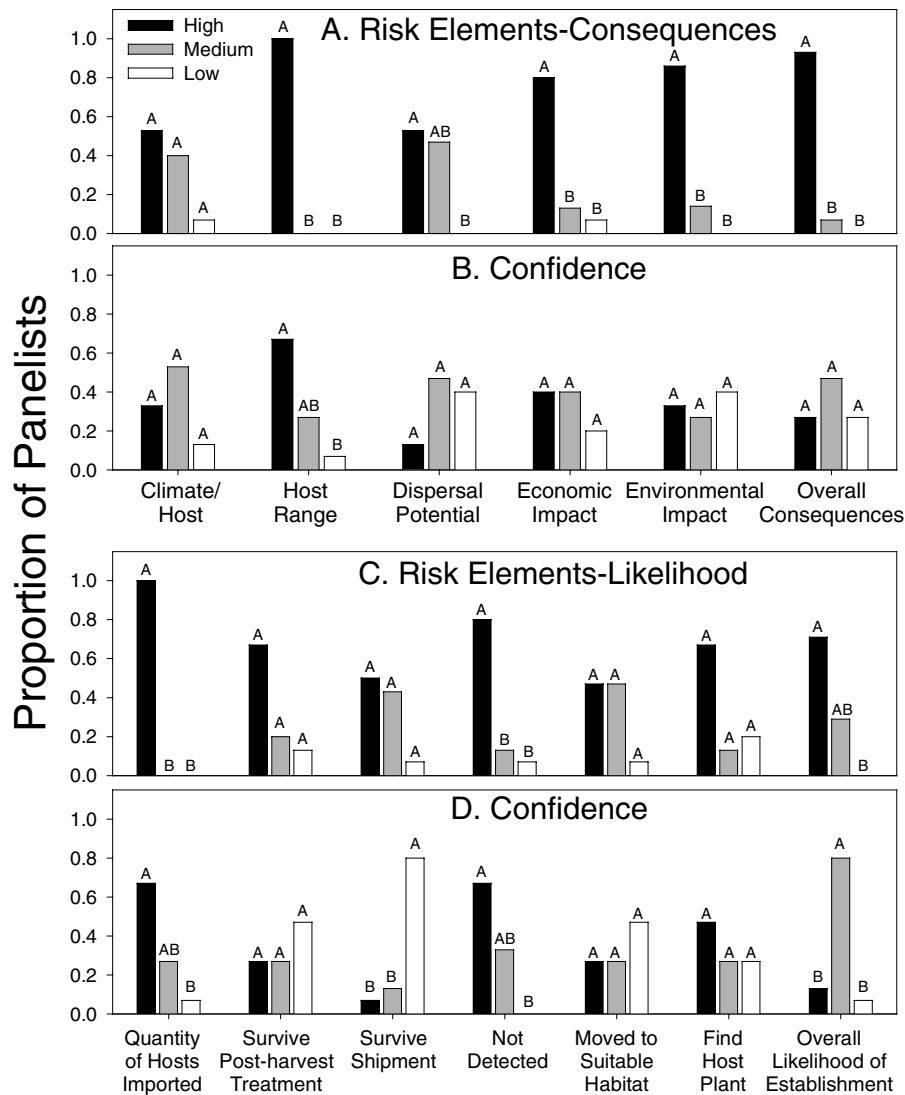 A. Risk Elements-Consequences
High
Medium
Low
1.0
0.8
0.6
0.4
0.2
0.0
A A A
A B B
A AB B
A B B
A B B
A B B
B. Confidence
1.0
0.8
0.6
0.4
0.2
0.0
A A A
A AB B
A A A
A A A
A A A
A A A
Climate/
Host
Host
Range
Dispersal
Potential
Economic
Impact
Environmental
Impact
Overall
Consequences
Proportion of Panelists
C. Risk Elements-Likelihood
1.0
0.8
0.6
0.4
0.2
0.0
A B B
A A A
A A A
A B B
A A A
A A A
A AB B
D. Confidence
1.0
0.8
0.6
0.4
0.2
0.0
A AB B
A A A
B B A
A AB B
A A A
A A A
B A B
Quantity
of Hosts
Imported
Survive
Post-harvest
Treatment
Survive
Shipment
Not
Detected
Moved to
Suitable
Habitat
Find
Host
Plant
Overall
Likelihood of
Establishment